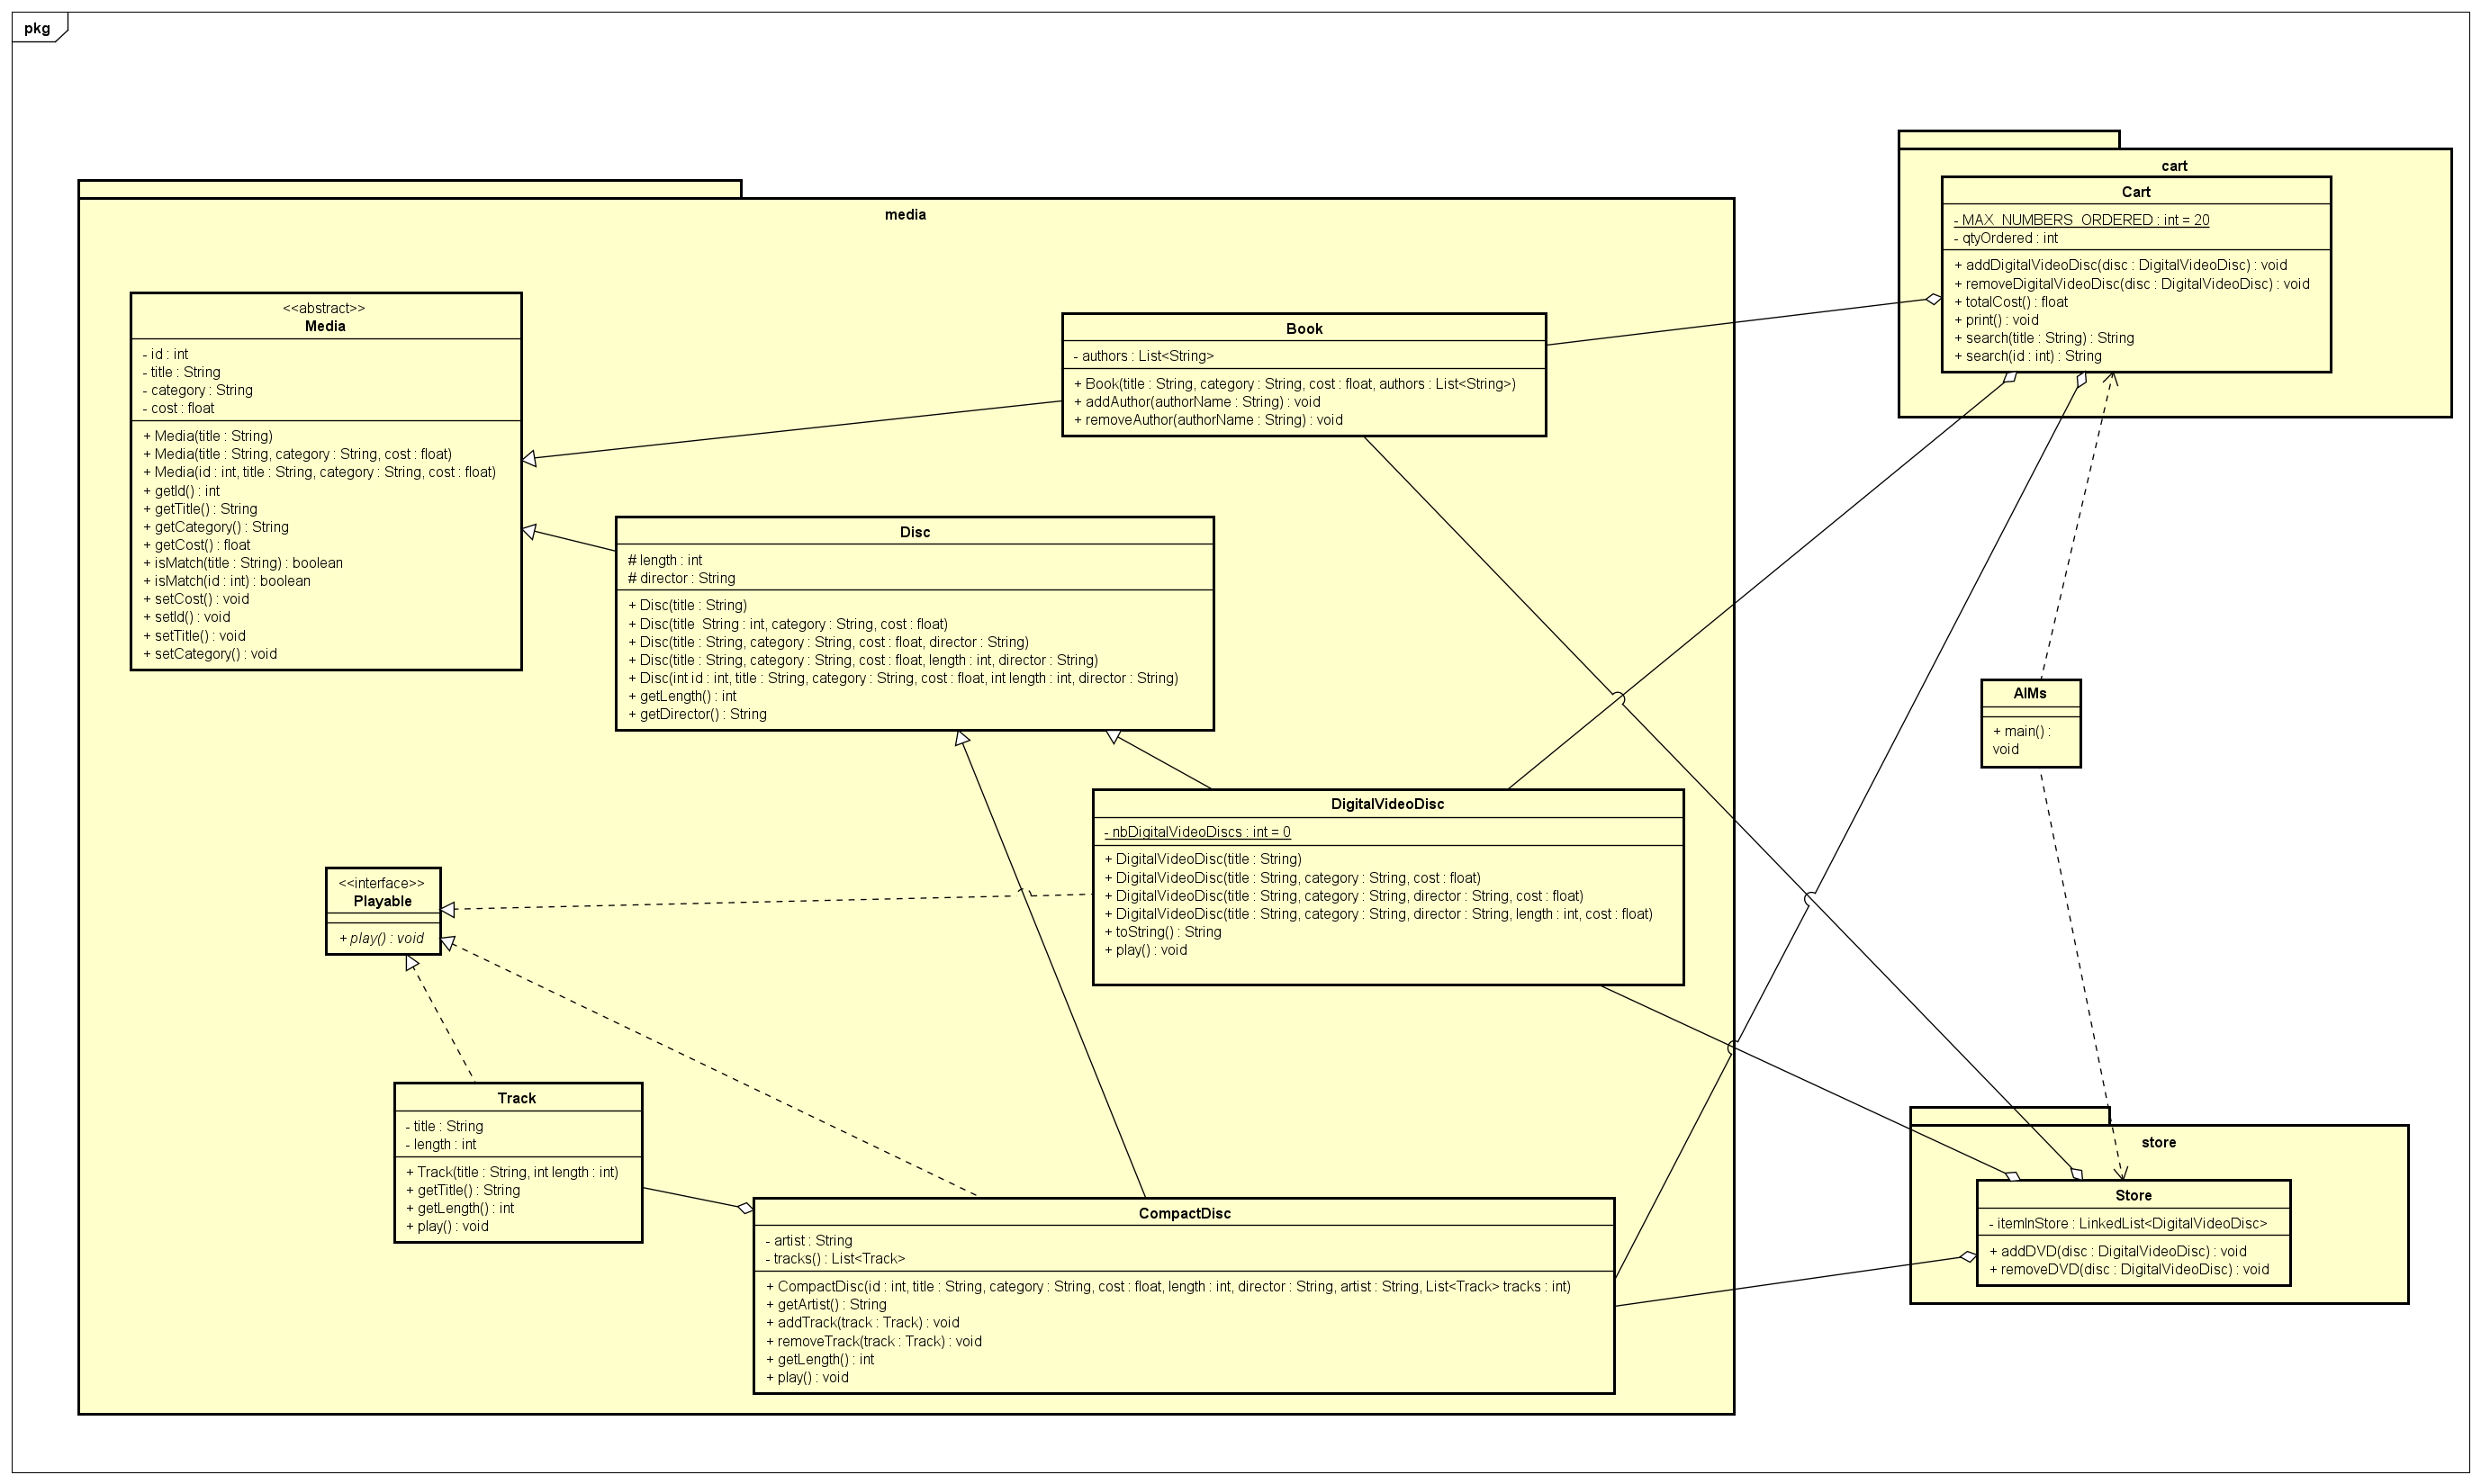 pkg
media
<<abstract>>
Media
- id : int
- title : String
- category : String
- cost : float
+ Media(title : String)
+ Media(title : String, category : String, cost : float)
+ Media(id : int, title : String, category : String, cost : float)
+ getId() : int
+ getTitle() : String
+ getCategory() : String
+ getCost() : float
+ isMatch(title : String) : boolean
+ isMatch(id : int) : boolean
+ setCost() : void
+ setId() : void
+ setTitle() : void
+ setCategory() : void
Book
- authors : List<String>
+ Book(title : String, category : String, cost : float, authors : List<String>)
+ addAuthor(authorName : String) : void
+ removeAuthor(authorName : String) : void
Disc
# length : int
# director : String
+ Disc(title : String)
+ Disc(title  String : int, category : String, cost : float)
+ Disc(title : String, category : String, cost : float, director : String)
+ Disc(title : String, category : String, cost : float, length : int, director : String)
+ Disc(int id : int, title : String, category : String, cost : float, int length : int, director : String)
+ getLength() : int
+ getDirector() : String
DigitalVideoDisc
- nbDigitalVideoDiscs : int = 0
+ DigitalVideoDisc(title : String)
+ DigitalVideoDisc(title : String, category : String, cost : float)
+ DigitalVideoDisc(title : String, category : String, director : String, cost : float)
+ DigitalVideoDisc(title : String, category : String, director : String, length : int, cost : float)
+ toString() : String
+ play() : void
<<interface>>
Playable
+ play() : void
Track
- title : String
- length : int
+ Track(title : String, int length : int)
+ getTitle() : String
+ getLength() : int
+ play() : void
CompactDisc
- artist : String
- tracks() : List<Track>
+ CompactDisc(id : int, title : String, category : String, cost : float, length : int, director : String, artist : String, List<Track> tracks : int)
+ getArtist() : String
+ addTrack(track : Track) : void
+ removeTrack(track : Track) : void
+ getLength() : int
+ play() : void
cart
Cart
- MAX_NUMBERS_ORDERED : int = 20
- qtyOrdered : int
+ addDigitalVideoDisc(disc : DigitalVideoDisc) : void
+ removeDigitalVideoDisc(disc : DigitalVideoDisc) : void
+ totalCost() : float
+ print() : void
+ search(title : String) : String
+ search(id : int) : String
AIMs
+ main() :
void
store
Store
- itemInStore : LinkedList<DigitalVideoDisc>
+ addDVD(disc : DigitalVideoDisc) : void
+ removeDVD(disc : DigitalVideoDisc) : void